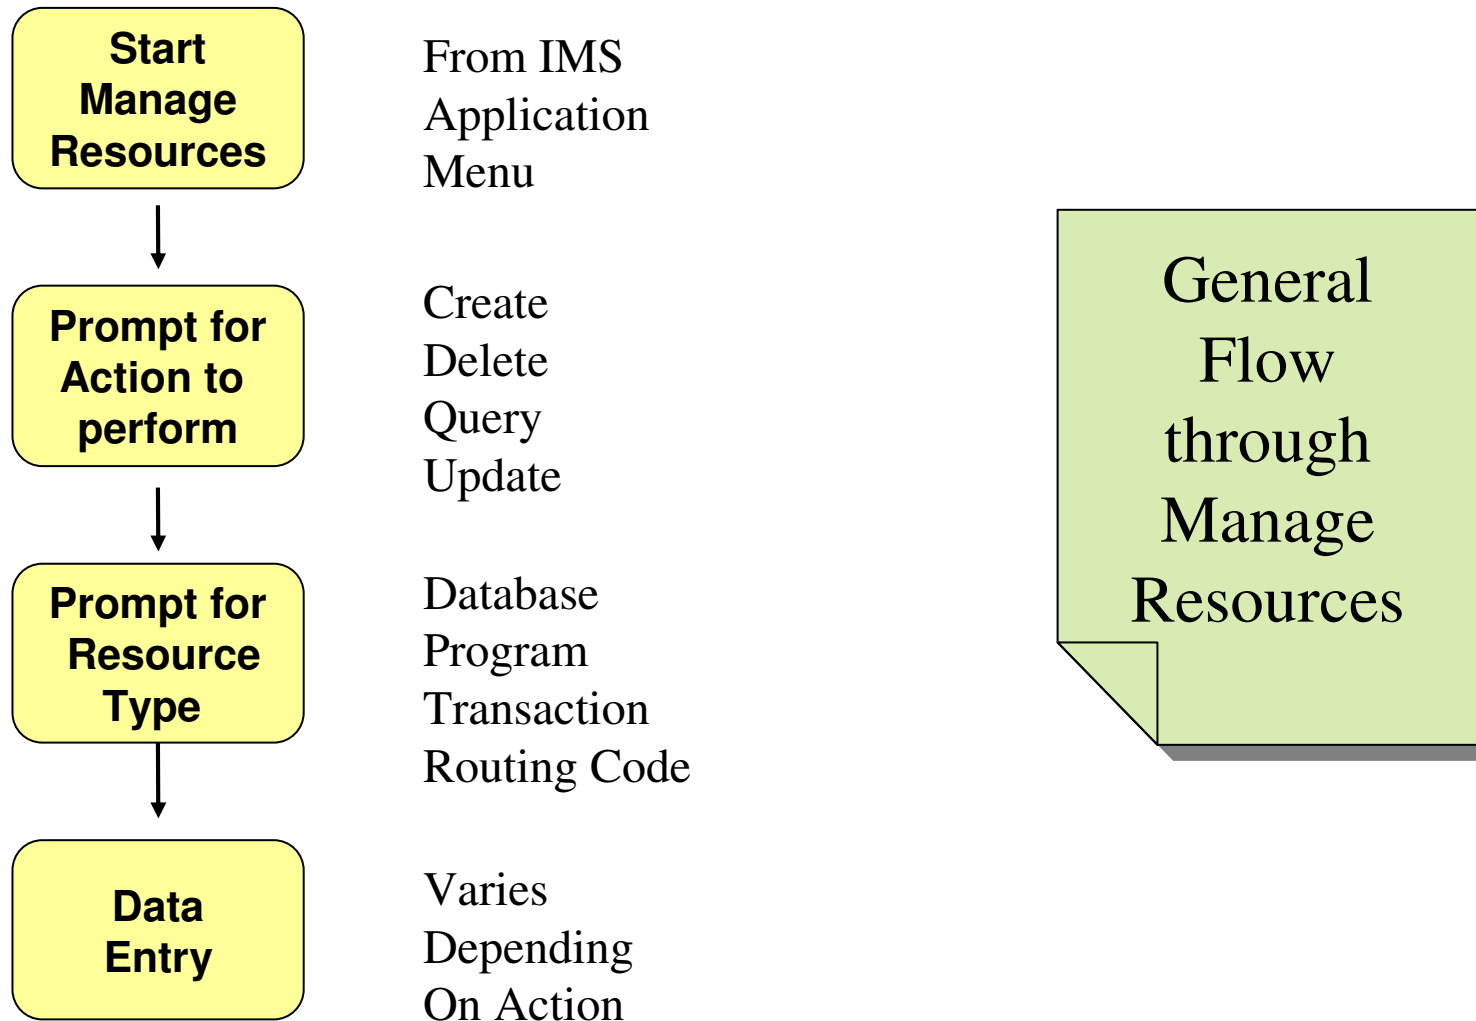 Start
Manage
Resources
From IMS
Application
Menu
Prompt for
Action to
perform
Create
Delete
Query
Update
Prompt for
Resource
Type
Database
Program
Transaction
Routing Code
Data
Entry
Varies
Depending
On Action
General
Flow
through
Manage
Resources